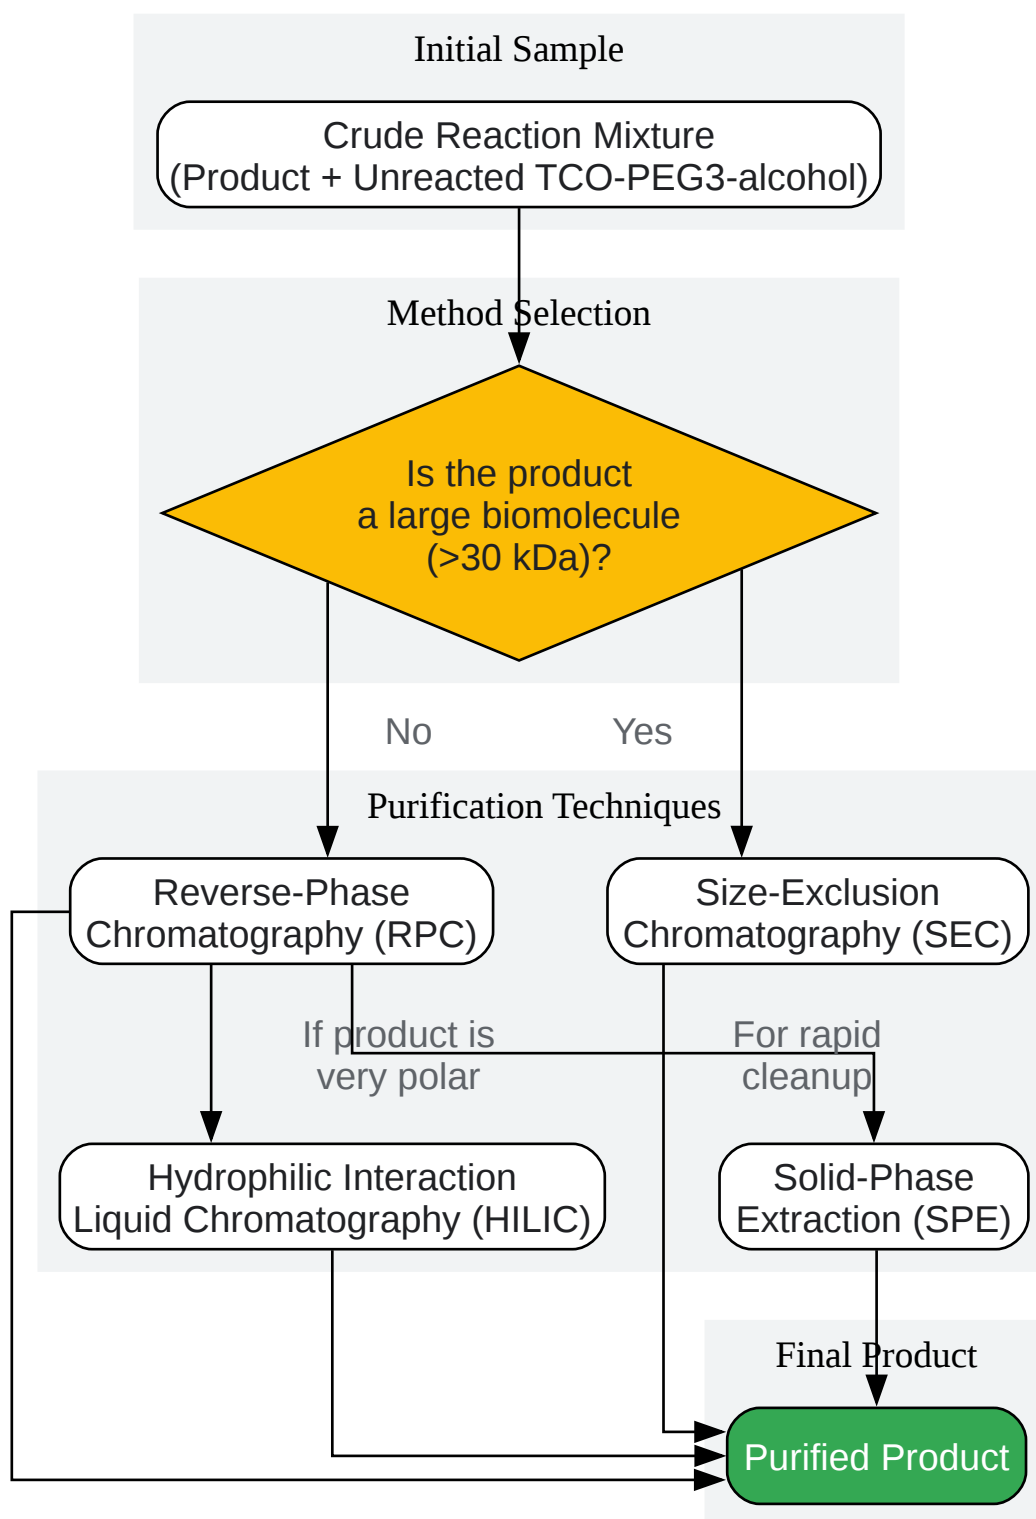 Initial Sample
Crude Reaction Mixture
(Product + Unreacted TCO-PEG3-alcohol)
Method Selection
Is the product
a large biomolecule
(>30 kDa)?
No
Yes
Purification Techniques
Reverse-Phase
Chromatography (RPC)
Size-Exclusion
Chromatography (SEC)
If product is
very polar
For rapid
cleanup
Hydrophilic Interaction
Liquid Chromatography (HILIC)
Solid-Phase
Extraction (SPE)
Final Product
Purified Product